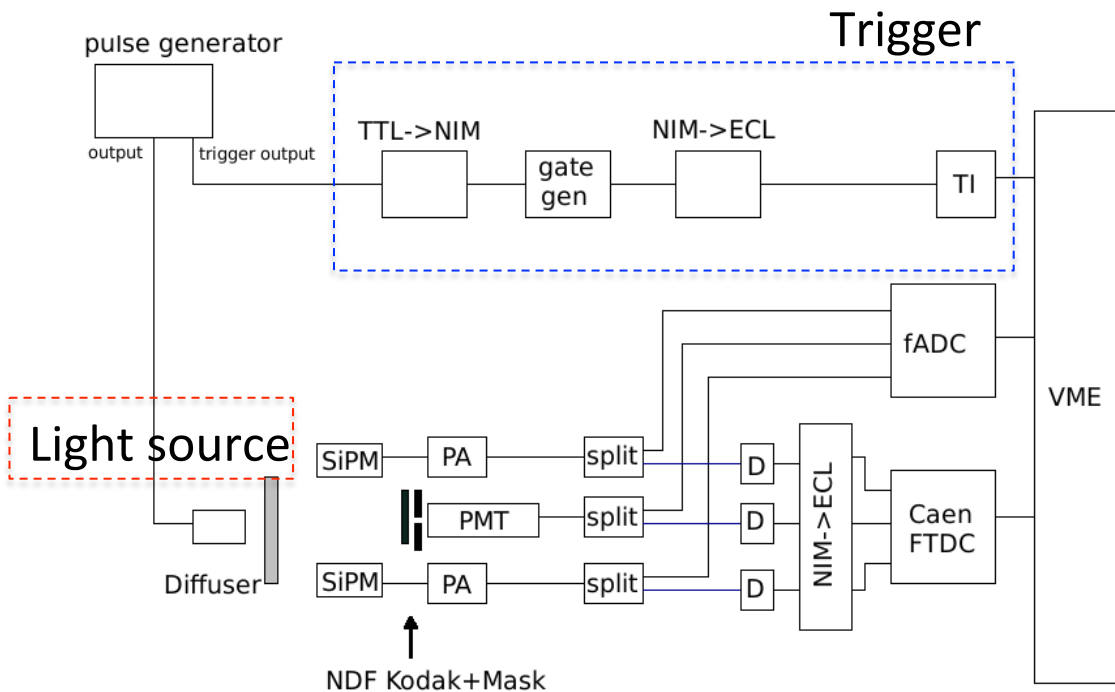 Trigger
pulse generator
TTL->NIM
NIM->ECL
output
trigger output
gate
gen
TI
fADC
VME
Light source
SiPM
PA
split
D
PMT
split
D
NIM->ECL
Caen
FTDC
Diffuser
SiPM
PA
split
D
NDF Kodak+Mask